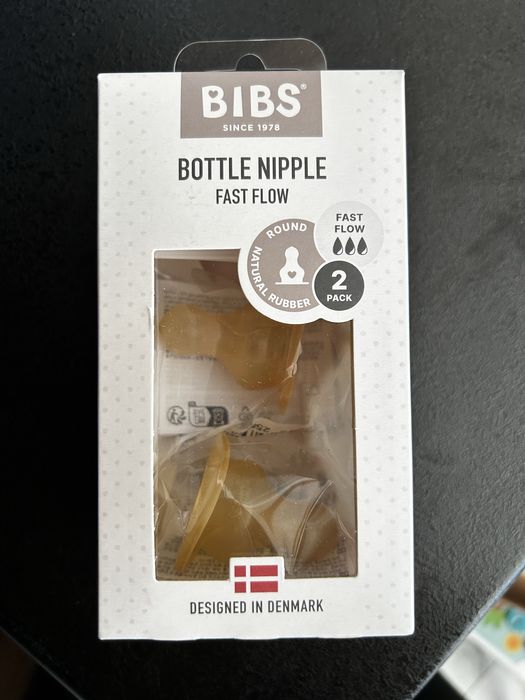 BIBS®
SINCE 1978
BOTTLE NIPPLE
FAST FLOW
FAST
FLOW
ROUND
NATURAL RUBBER
2
PACK
DESIGNED IN DENMARK